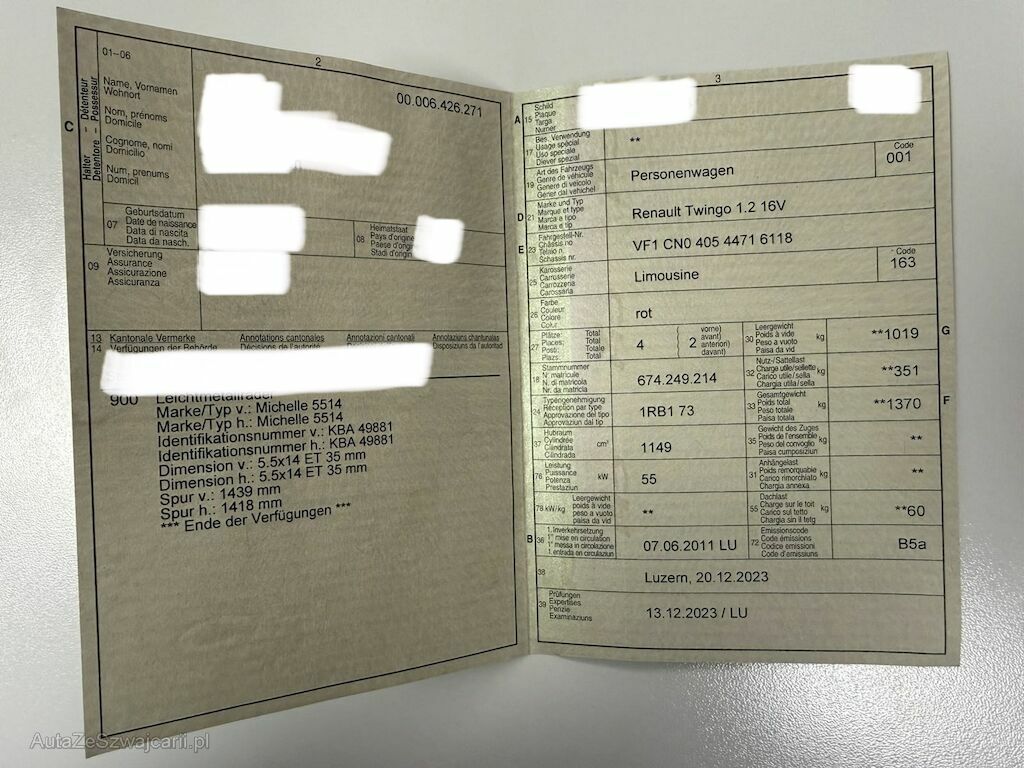 2
01–06
C
Halter – Détenteur
Detentore – Possessur
Name, Vornamen
Wohnort
Nom, prénoms
Domicile
Cognome, nomi
Domicilio
Num, prenums
Domicil
00.006.426.271
07
Geburtsdatum
Date de naissance
Data di nascita
Data da nasch.
08
Heimatstaat
Pays d'origine
Paese d'origine
Stadi d'origin
09
Versicherung
Assurance
Assicurazione
Assicuranza
13 Kantonale Vermerke Annotations cantonales Annotazioni cantonali Annotaziuns chantunalas
14 Verfügungen der Behörde Décisions de l'autorité Disposiziuns da l'autoritad
900 Leichtmetallräder
Marke/Typ v.: Michelle 5514
Marke/Typ h.: Michelle 5514
Identifikationsnummer v.: KBA 49881
Identifikationsnummer h.: KBA 49881
Dimension v.: 5.5x14 ET 35 mm
Dimension h.: 5.5x14 ET 35 mm
Spur v.: 1439 mm
Spur h.: 1418 mm
*** Ende der Verfügungen ***
3
A 15
Schild
Plaque
Targa
Numer
17
Bes. Verwendung
Usage spécial
Uso speciale
Diever spezial
**
19
Art des Fahrzeugs
Genre de véhicule
Genere di veicolo
Gener dal vehichel
Personenwagen
Code
001
D 21
Marke und Typ
Marque et type
Marca e tipo
Marca e tip
Renault Twingo 1.2 16V
E 23
Fahrgestell-Nr.
Châssis no
Telaio n.
Schassis nr.
VF1 CN0 405 4471 6118
25
Karosserie
Carrosserie
Carrozzeria
Carossaria
Limousine
Code
163
26
Farbe
Couleur
Colore
Colur
rot
27
Plätze: Total
Places: Total
Posti: Totale
Plazs: Total
4
( vorne)
2 avant)
anteriori)
davant)
30
Leergewicht
Poids à vide
Peso a vuoto
Paisa da vid
kg
**1019
G
18
Stammnummer
N. matricule
N. di matricola
Nr. da matricla
674.249.214
32
Nutz-/Sattellast
Charge utile/sellette
Carico utile/sella
Chargia utila/sella
kg
**351
24
Typengenehmigung
Réception par type
Approvazione del tipo
Approvaziun dal tip
1RB1 73
33
Gesamtgewicht
Poids total
Peso totale
Paisa totala
kg
**1370
F
37
Hubraum
Cylindrée
Cilindrata
Cilindrada
cm³
1149
35
Gewicht des Zuges
Poids de l'ensemble
Peso del convoglio
Paisa cumposiziun
kg
**
76
Leistung
Puissance
Potenza
Prestaziun
kW
55
31
Anhängelast
Poids remorquable
Carico rimorchiato
Chargia annexa
kg
**
78 kW/kg
Leergewicht
poids à vide
peso a vuoto
paisa da vid
**
55
Dachlast
Charge sur le toit
Carico sul tetto
Chargia sin il tetg
kg
**60
B 36
1. Inverkehrsetzung
1re mise en circulation
1a messa in circolazione
1. entrada en circulaziun
07.06.2011 LU
72
Emissionscode
Code émissions
Codice emissioni
Code d'emissiuns
B5a
38
Luzern, 20.12.2023
39
Prüfungen
Expertises
Perizie
Examinaziuns
13.12.2023 / LU
AutaZeSzwajcarii.pl